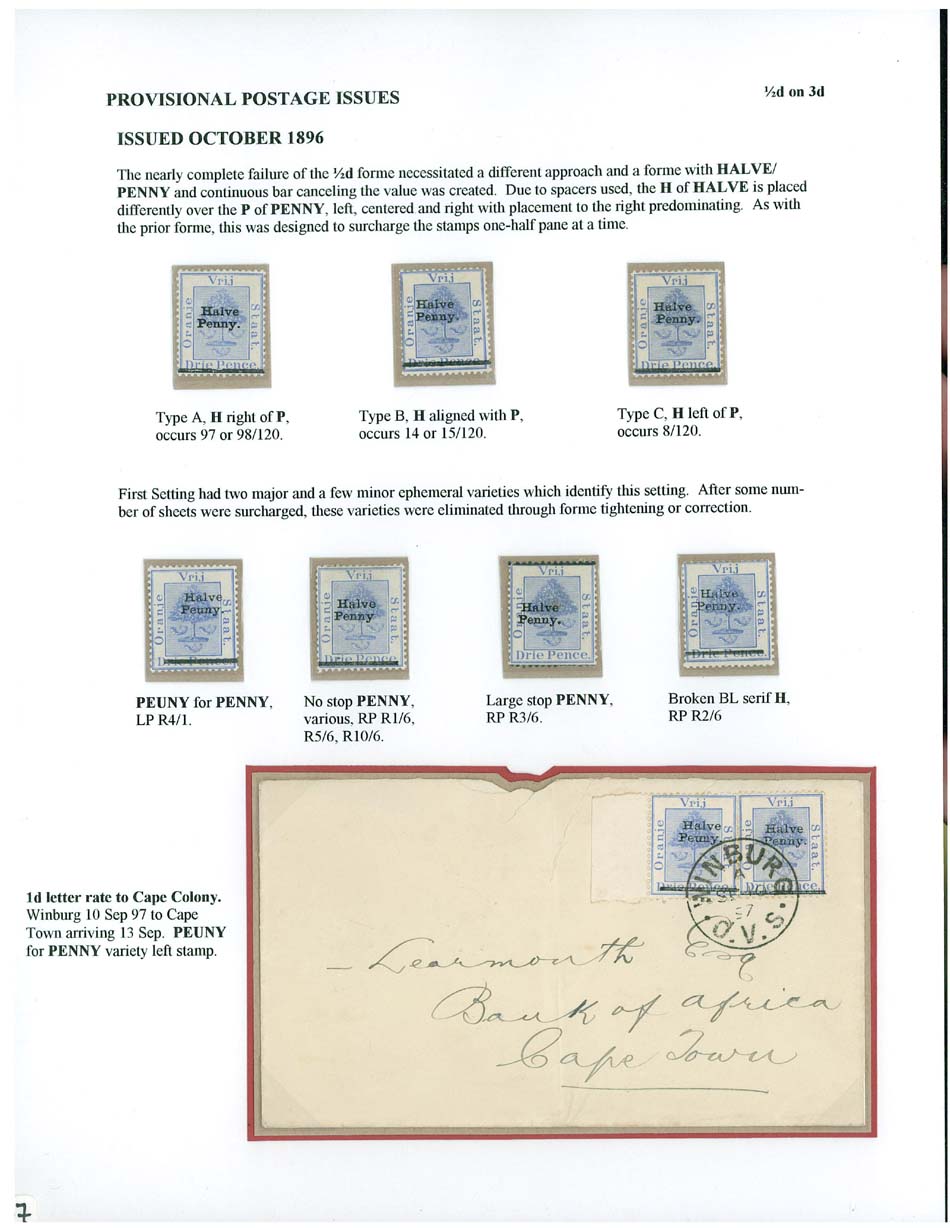 PROVISIONAL POSTAGE ISSUES
½d on 3d
ISSUED OCTOBER 1896
The nearly complete failure of the ½d forme necessitated a different approach and a forme with HALVE/
PENNY and continuous bar canceling the value was created. Due to spacers used, the H of HALVE is placed
differently over the P of PENNY, left, centered and right with placement to the right predominating. As with
the prior forme, this was designed to surcharge the stamps one-half pane at a time.
Vrij
Oranje
Staat.
Halve
Penny.
Drie Pence.
Vrij
Oranje
Staat.
Halve
Penny.
Drie Pence.
Vrij
Oranje
Staat.
Halve
Penny.
Drie Pence.
Type A, H right of P,
occurs 97 or 98/120.
Type B, H aligned with P,
occurs 14 or 15/120.
Type C, H left of P,
occurs 8/120.
First Setting had two major and a few minor ephemeral varieties which identify this setting. After some num-
ber of sheets were surcharged, these varieties were eliminated through forme tightening or correction.
Vrij
Oranje
Staat.
Halve
Peuny.
Drie Pence.
Vrij
Oranje
Staat.
Halve
Penny
Drie Pence.
Vrij
Oranje
Staat.
Halve
Penny.
Drie Pence.
Vrij
Oranje
Staat.
Halve
Penny.
Drie Pence.
PEUNY for PENNY,
LP R4/1.
No stop PENNY,
various, RP R1/6,
R5/6, R10/6.
Large stop PENNY,
RP R3/6.
Broken BL serif H,
RP R2/6
Vrij
Oranje
Staat.
Halve
Peuny.
Drie Pence.
Vrij
Staat.
Halve
Penny.
WINBURG
A
SP 10
97
O.V.S.
1d letter rate to Cape Colony.
Winburg 10 Sep 97 to Cape
Town arriving 13 Sep. PEUNY
for PENNY variety left stamp.
– Learmouth Esq
Bank of Africa
Cape Town
7